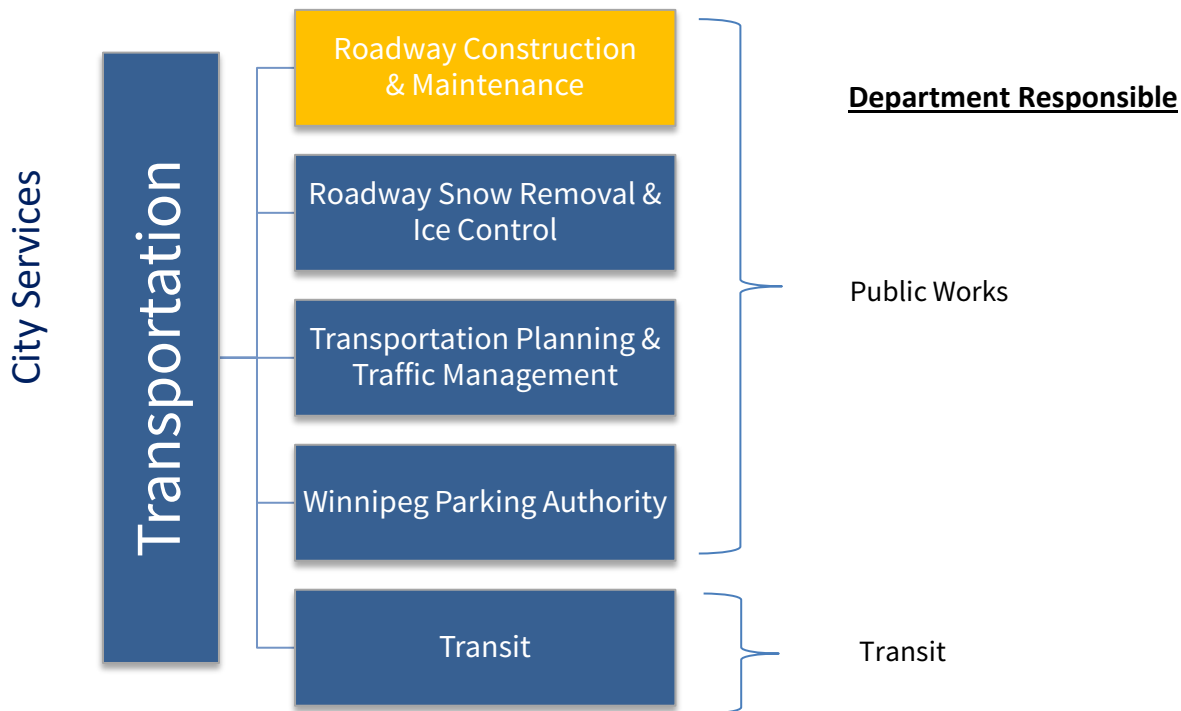 City Services
Transportation
Roadway Construction
& Maintenance
Roadway Snow Removal &
Ice Control
Transportation Planning &
Traffic Management
Winnipeg Parking Authority
Transit
Department Responsible
Public Works
Transit